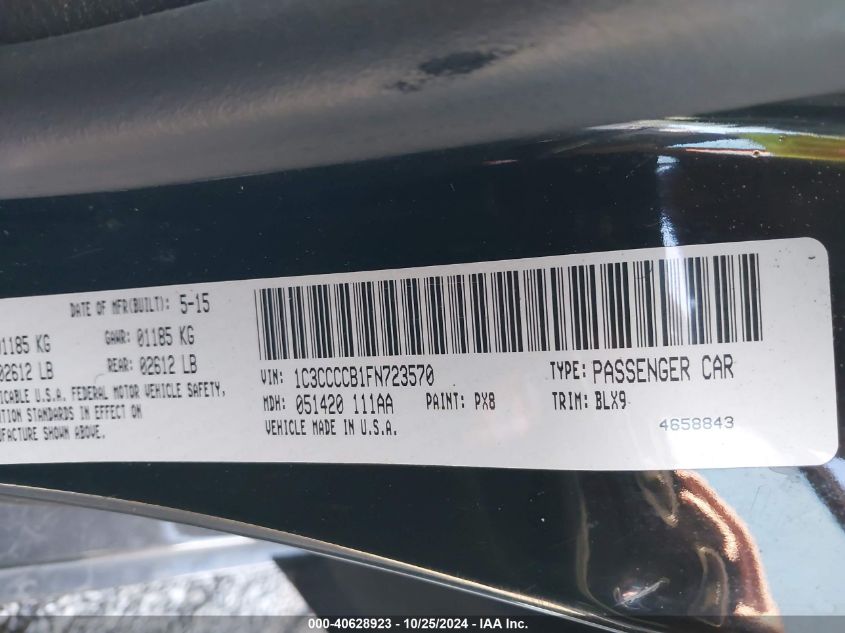 DATE OF MFR(BUILT): 5-15
01185 KG GAWR: 01185 KG
02612 LB REAR: 02612 LB
ICABLE U.S.A. FEDERAL MOTOR VEHICLE SAFETY,
TION STANDARDS IN EFFECT ON
UFACTURE SHOWN ABOVE.
VIN: 1C3CCCCB1FN723570 TYPE: PASSENGER CAR
MDH: 051420 111AA PAINT: PX8 TRIM: BLX9
VEHICLE MADE IN U.S.A. 4658843
000-40628923 - 10/25/2024 - IAA Inc.